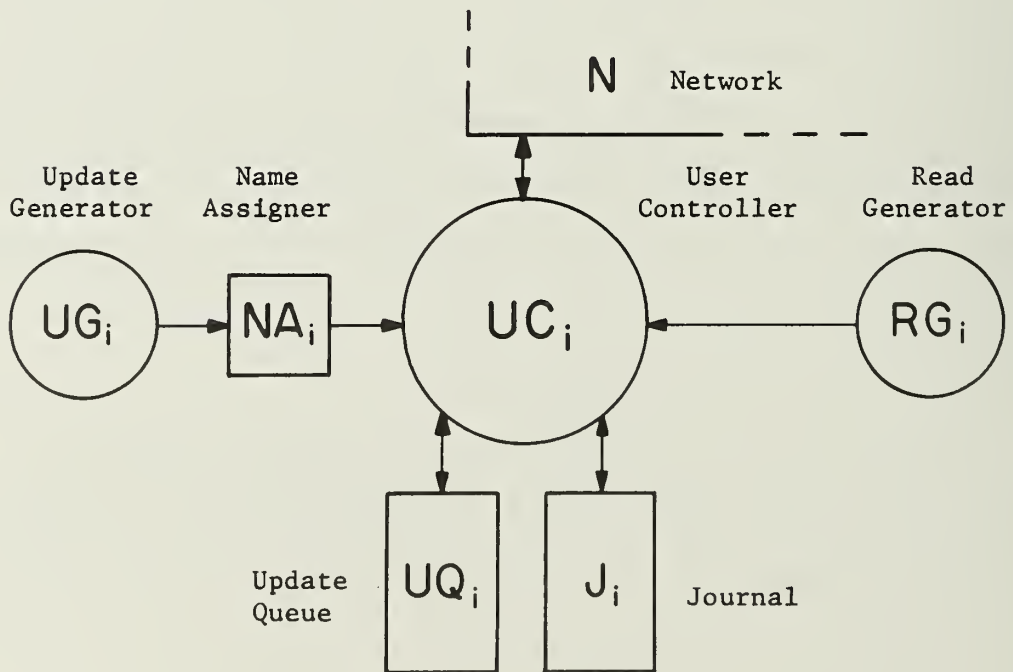 N Network
Update
Generator
Name
Assigner
User
Controller
Read
Generator
UGi
NAi
UCi
RGi
Update
Queue
UQi
Ji
Journal